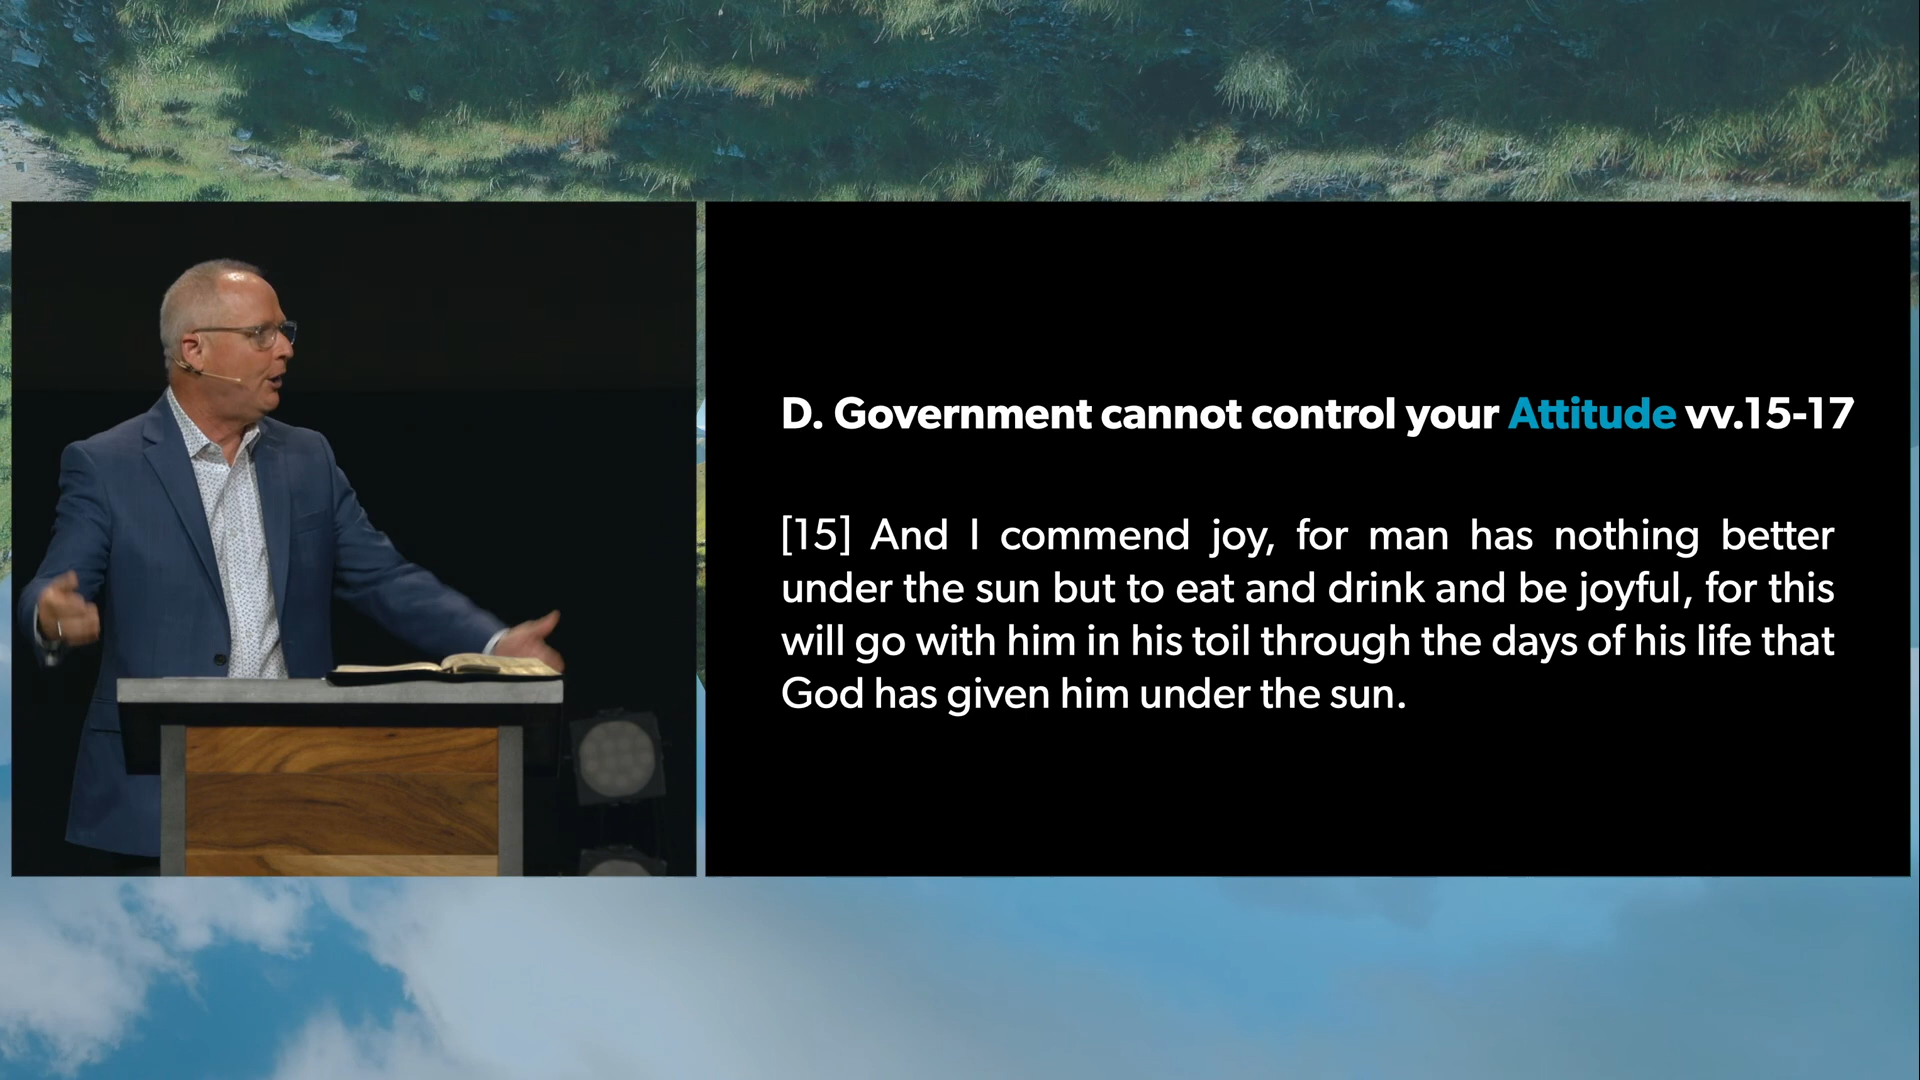 D. Government cannot control your Attitude vv.15-17
[15] And I commend joy, for man has nothing better
under the sun but to eat and drink and be joyful, for this
will go with him in his toil through the days of his life that
God has given him under the sun.